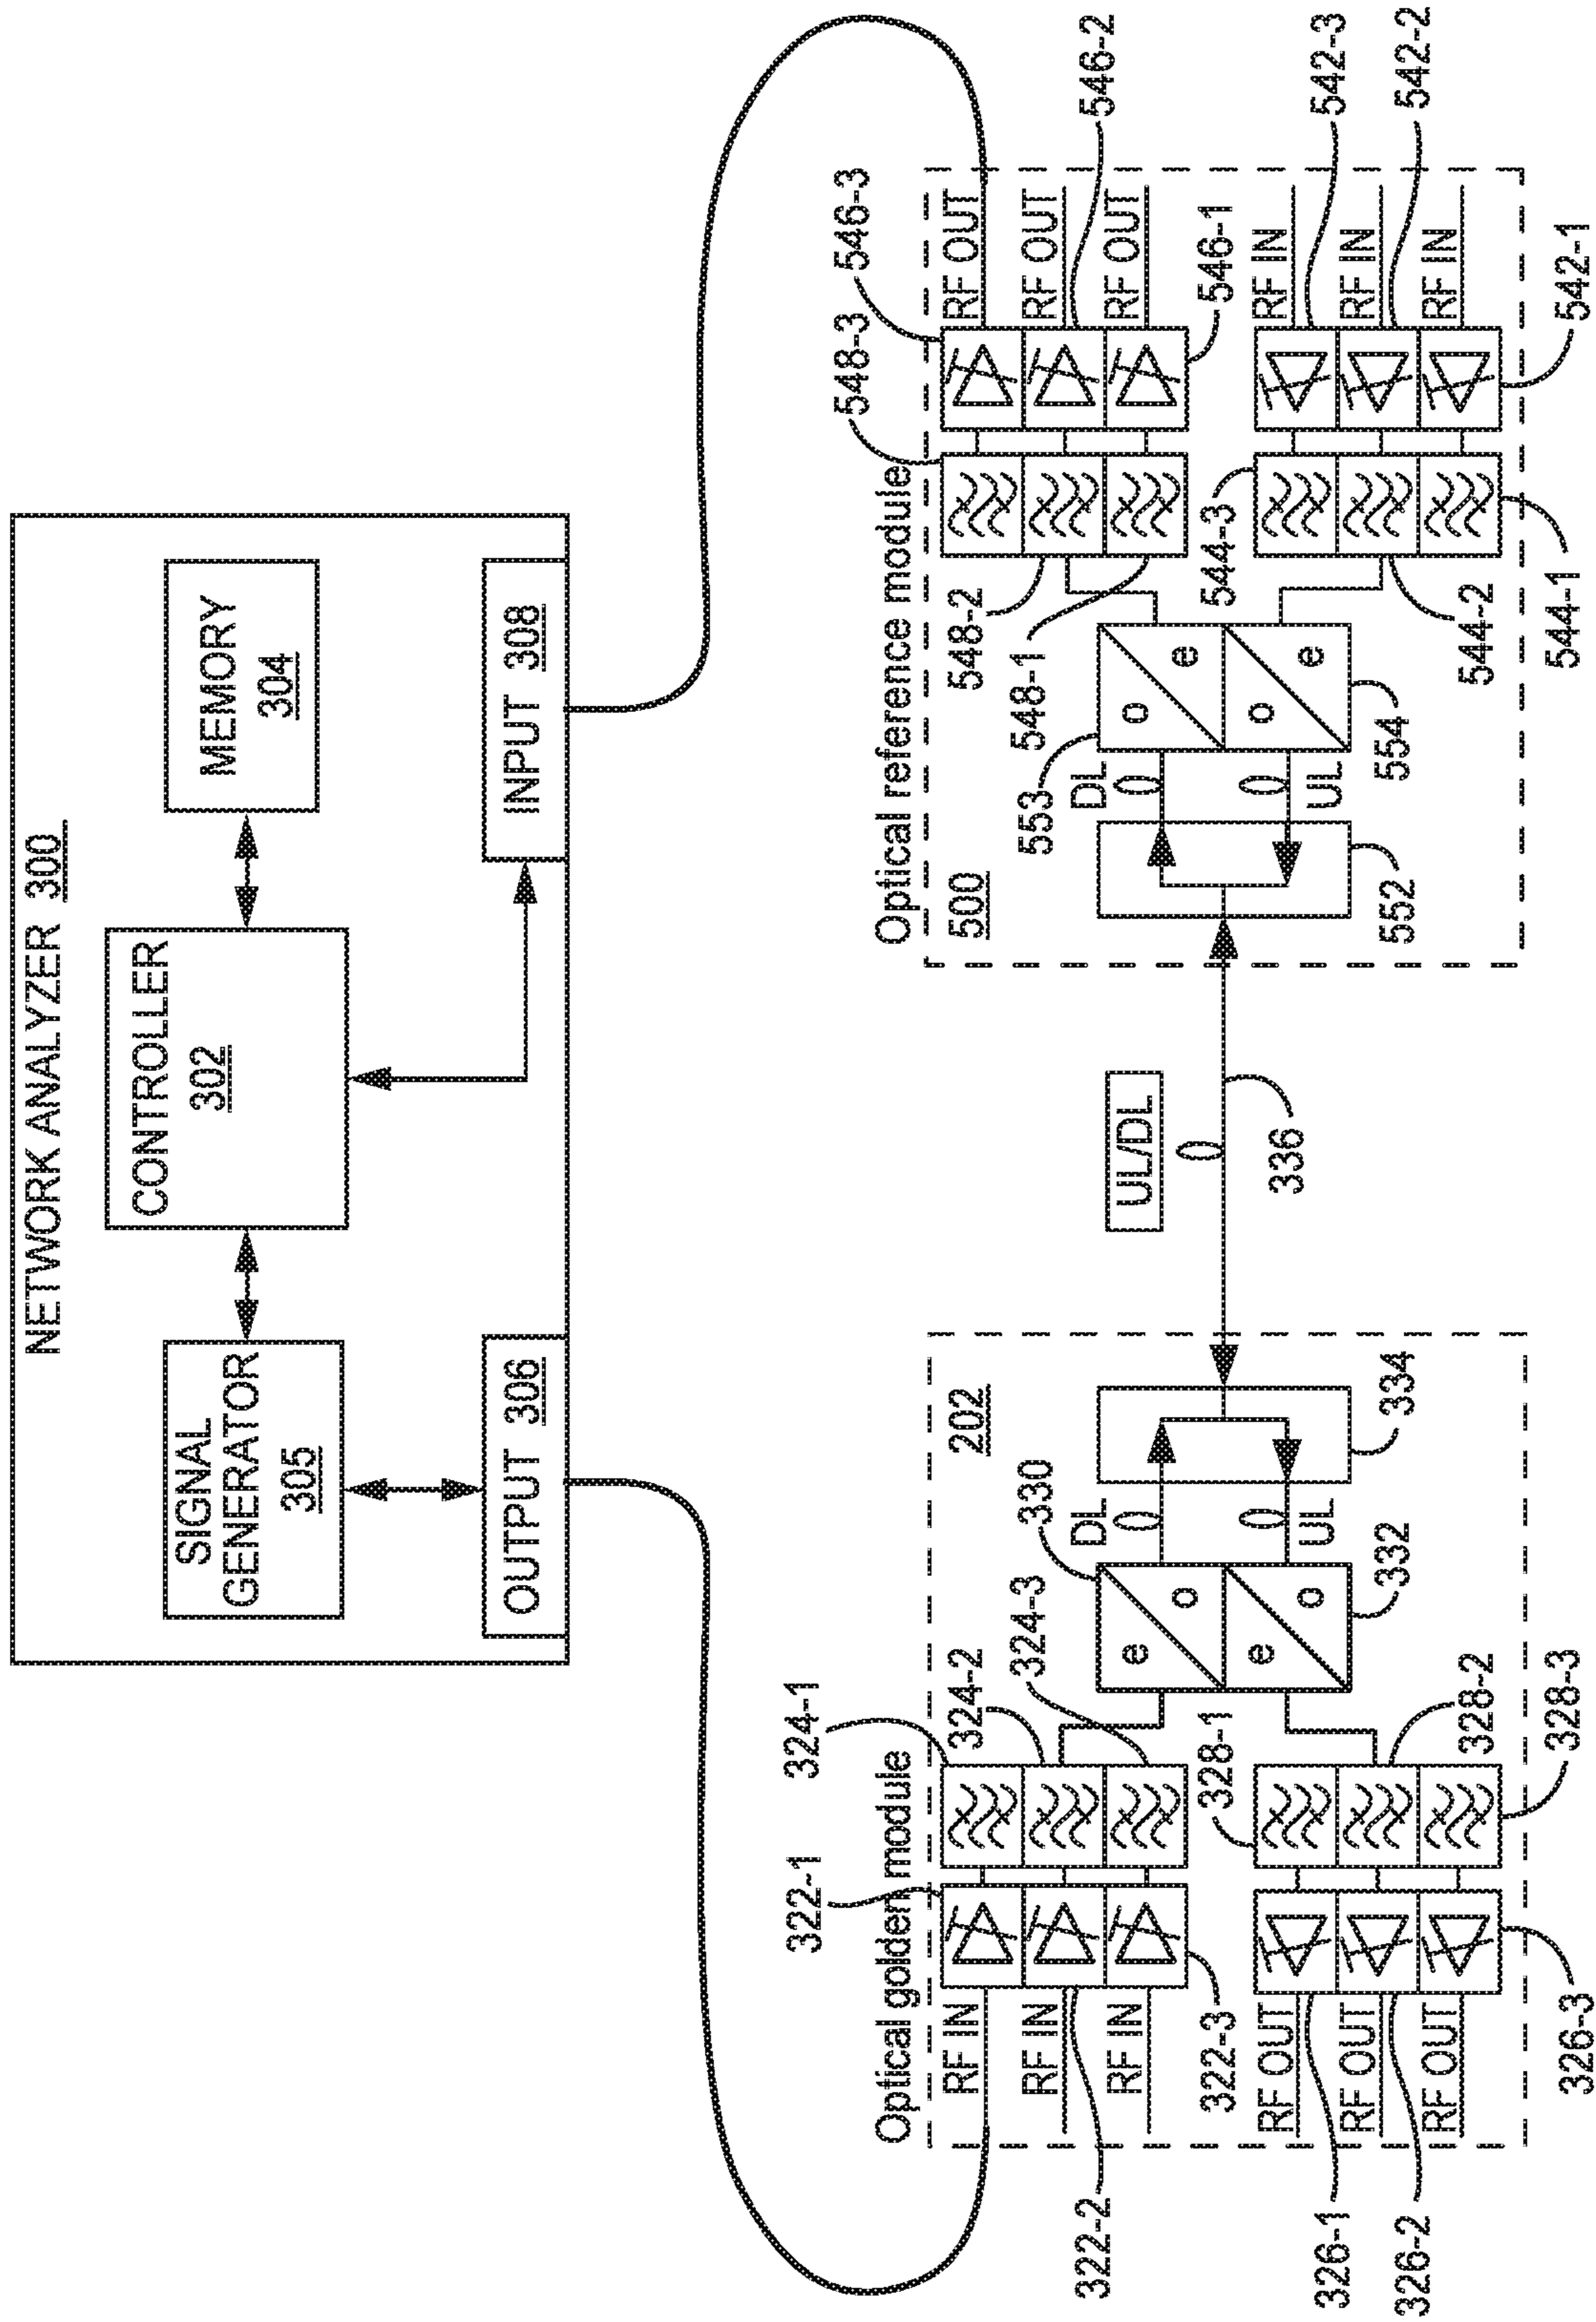 NETWORK ANALYZER 300
SIGNAL
GENERATOR
305
CONTROLLER
302
MEMORY
304
OUTPUT 306
INPUT 308
Optical golden module
202
322-1
324-1
324-2
324-3
330
RF IN
RF IN
RF IN
322-2
322-3
e
o
e
o
DL
UL
334
332
328-1
328-2
328-3
RF OUT
RF OUT
RF OUT
326-1
326-2
326-3
UL/DL
336
Optical reference module
500
552
553
DL
UL
o
e
o
e
554
548-3
546-3
548-2
548-1
RF OUT
RF OUT
RF OUT
546-2
546-1
544-3
544-2
544-1
RF IN
RF IN
RF IN
542-3
542-2
542-1